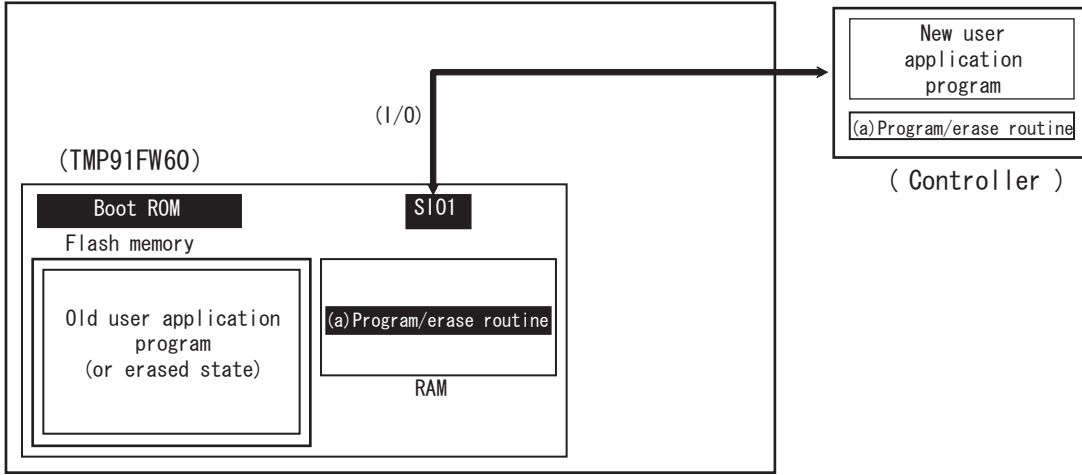 New user
application
program
(a)Program/erase routine
( Controller )
(I/O)
(TMP91FW60)
Boot ROM
SIO1
Flash memory
Old user application
program
(or erased state)
(a)Program/erase routine
RAM